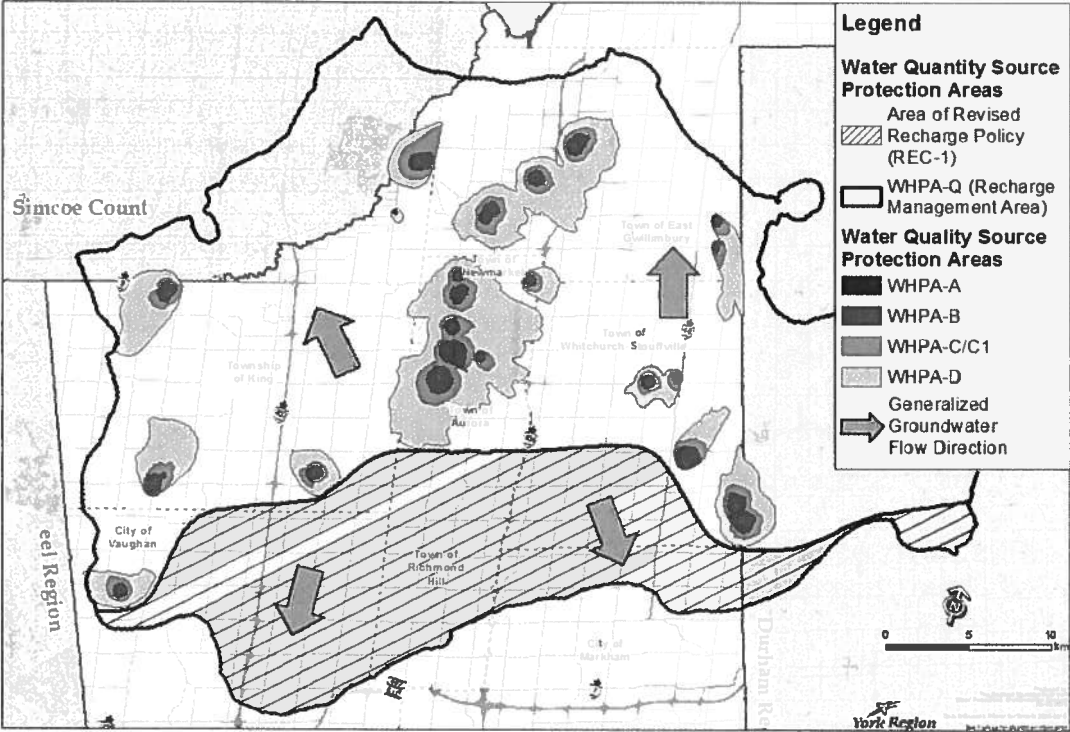 Legend
Water Quantity Source
Protection Areas
Area of Revised
Recharge Policy
(REC-1)
WHPA-Q (Recharge
Management Area)
Water Quality Source
Protection Areas
WHPA-A
WHPA-B
WHPA-C/C1
WHPA-D
Generalized
Groundwater
Flow Direction
Simcoe Count
Town of East
Gwillimbury
Town of
Newmarket
Town of
Whitchurch Stouffville
Township
of King
Town of
Aurora
City of
Vaughan
Town of
Richmond
Hill
City of
Markham
eel Region
Durham Re
N
0 5 10
km
York Region